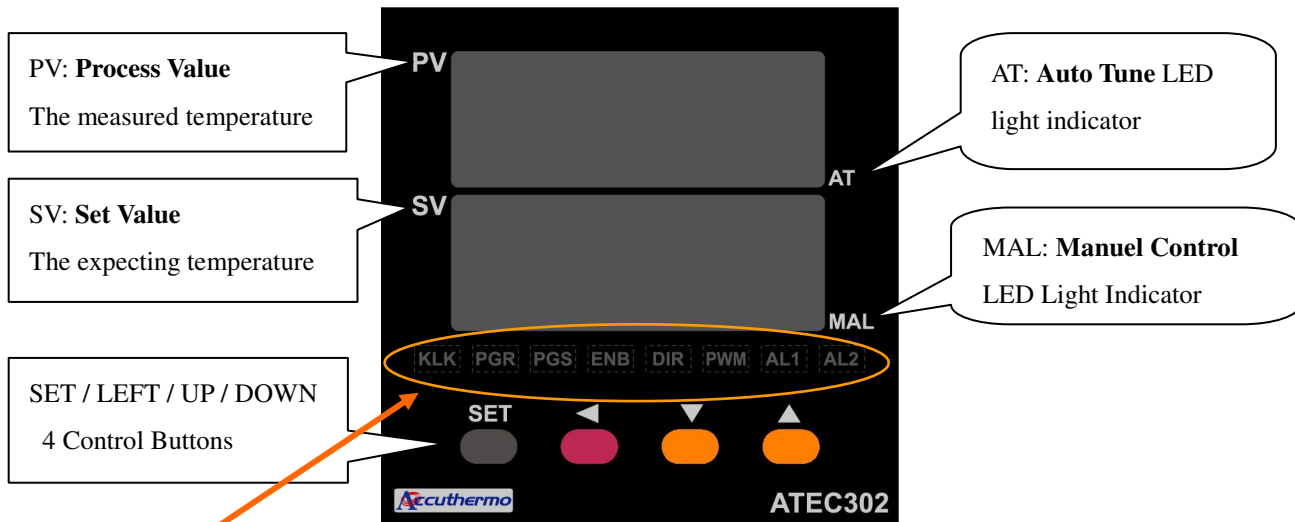 PV: Process Value
The measured temperature
PV
AT: Auto Tune LED
light indicator
AT
SV: Set Value
The expecting temperature
SV
MAL: Manuel Control
LED Light Indicator
MAL
KLK PGR PGS ENB DIR PWM AL1 AL2
SET / LEFT / UP / DOWN
4 Control Buttons
SET
Accuthermo
ATEC302